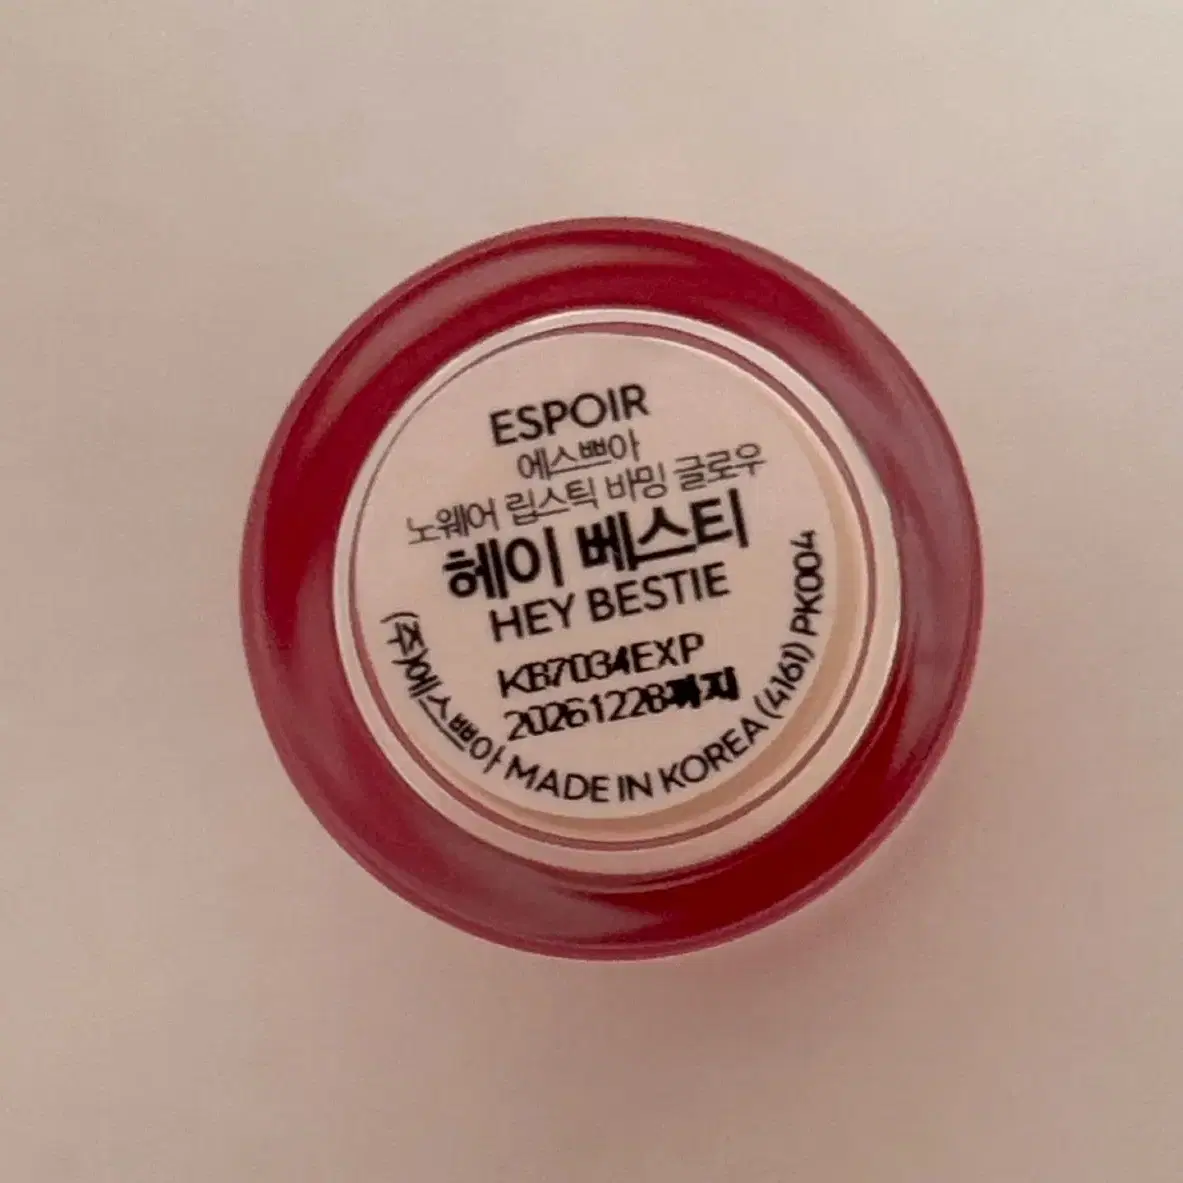 ESPOIR
에스쁘아
노웨어 립스틱 바밍 글로우
헤이 베스티
HEY BESTIE
KB7034EXP
20261228까지
(주)에스쁘아 MADE IN KOREA (4161) PK004